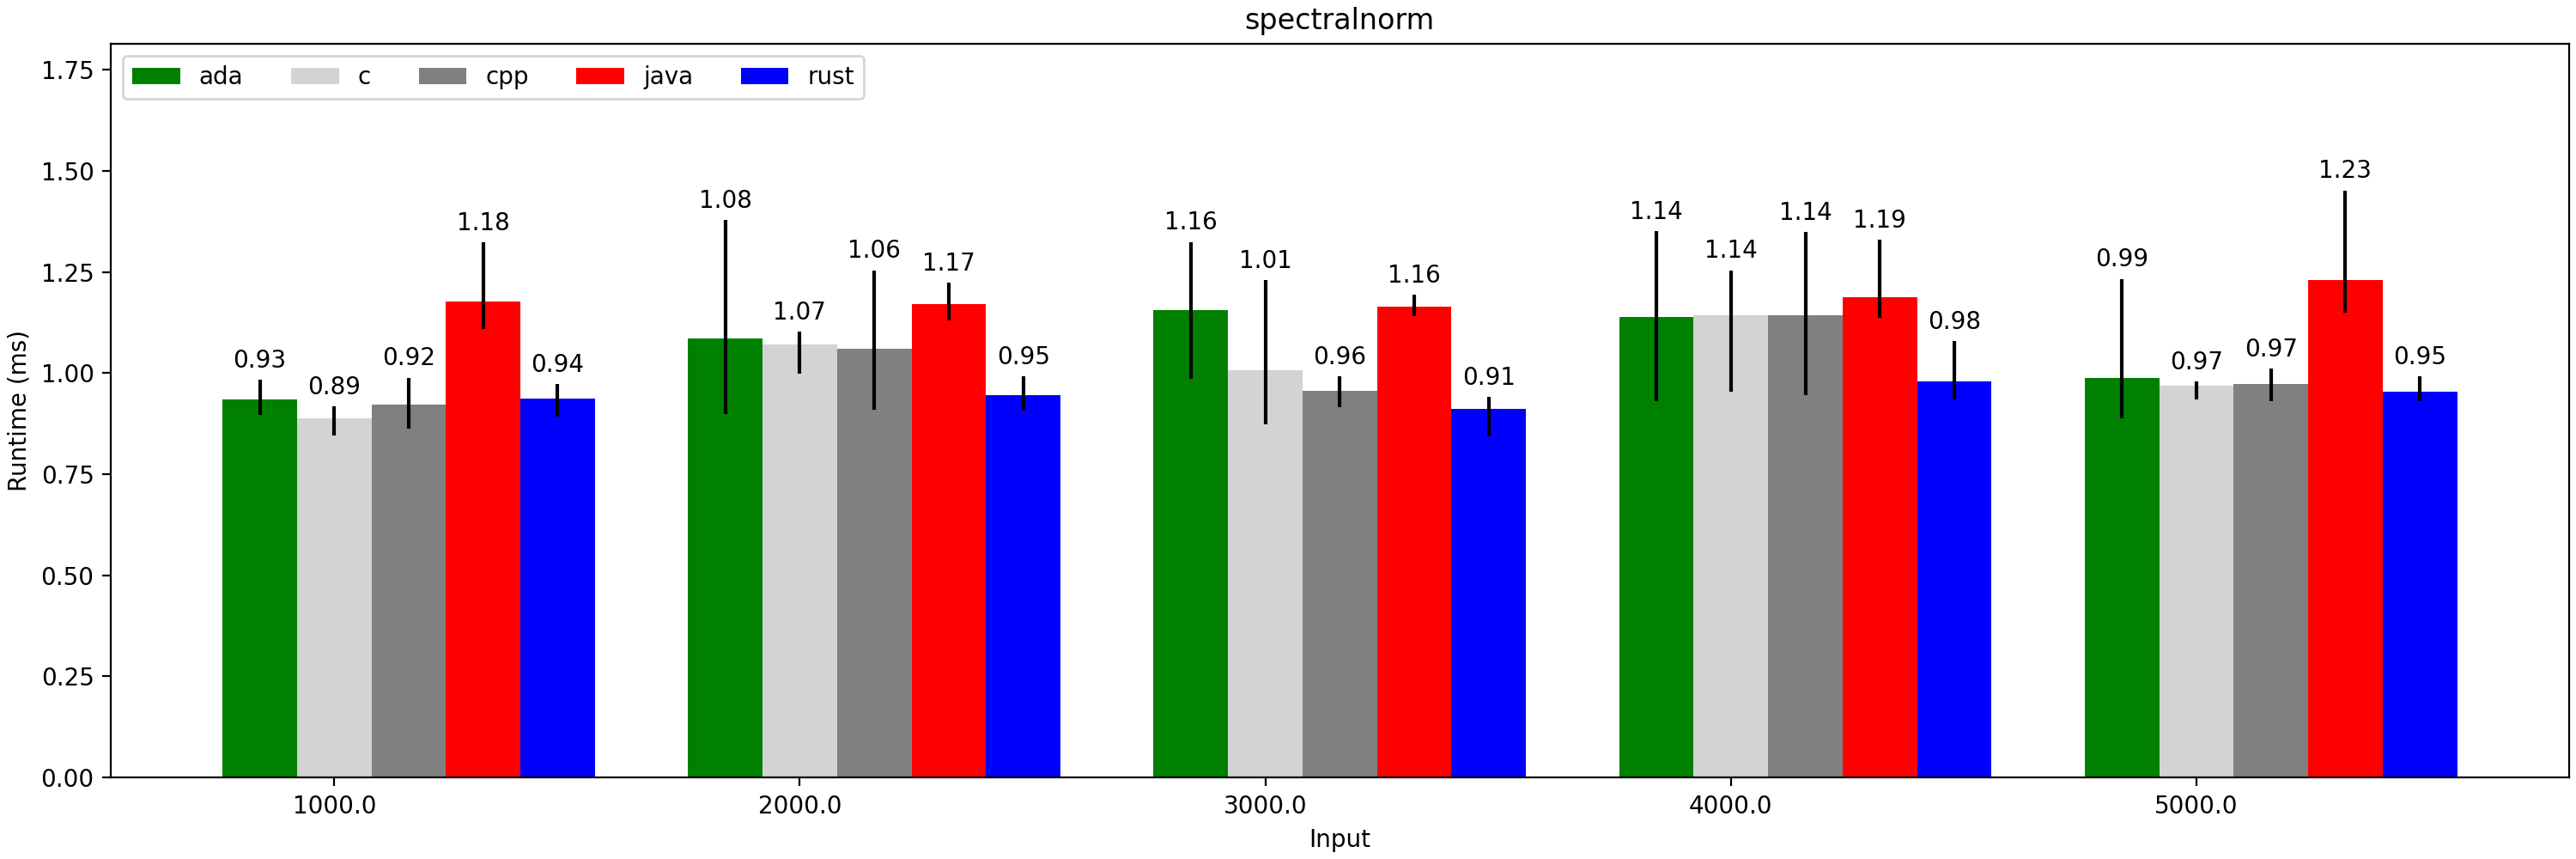 spectralnorm
ada c cpp java rust
Runtime (ms)
1.75
1.50
1.25
1.00
0.75
0.50
0.25
0.00
0.93 0.89 0.92 1.18 0.94
1.08 1.07 1.06 1.17 0.95
1.16 1.01 0.96 1.16 0.91
1.14 1.14 1.14 1.19 0.98
0.99 0.97 0.97 1.23 0.95
1000.0 2000.0 3000.0 4000.0 5000.0
Input